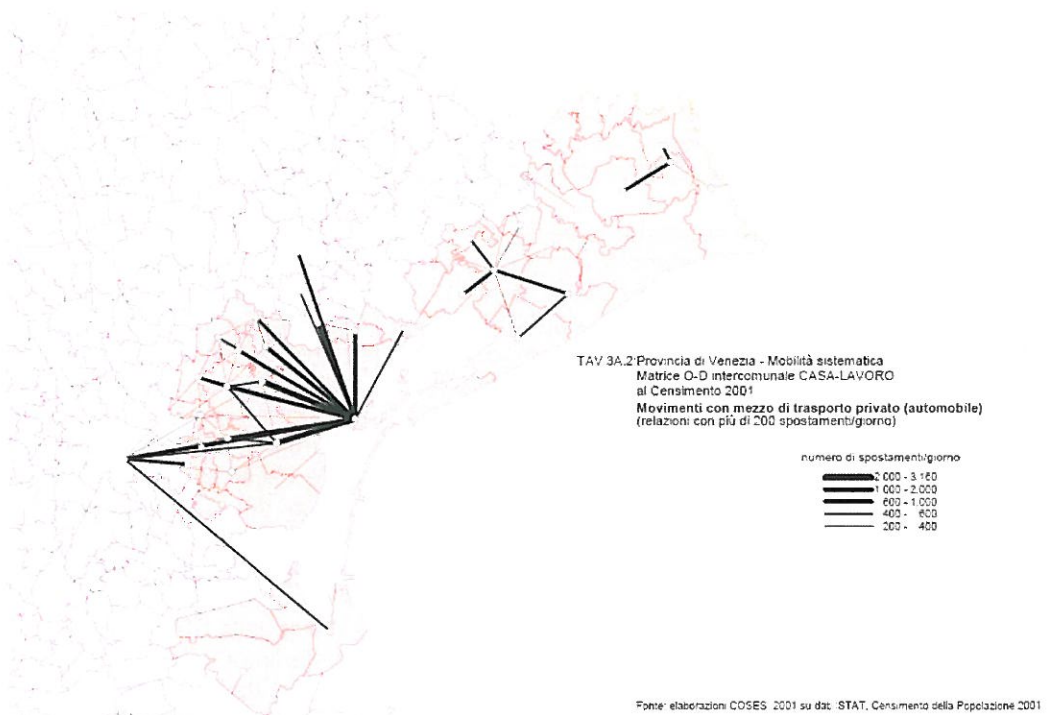 TAV 3A.2 Provincia di Venezia - Mobilità sistematica
Matrice O-D intercomunale CASA-LAVORO
al Censimento 2001
Movimenti con mezzo di trasporto privato (automobile)
(relazioni con più di 200 spostamenti/giorno)
numero di spostamenti/giorno
2 000 - 3 160
1 000 - 2 000
600 - 1 000
400 - 600
200 - 400
Fonte: elaborazioni COSES 2001 su dati ISTAT, Censimento della Popolazione 2001